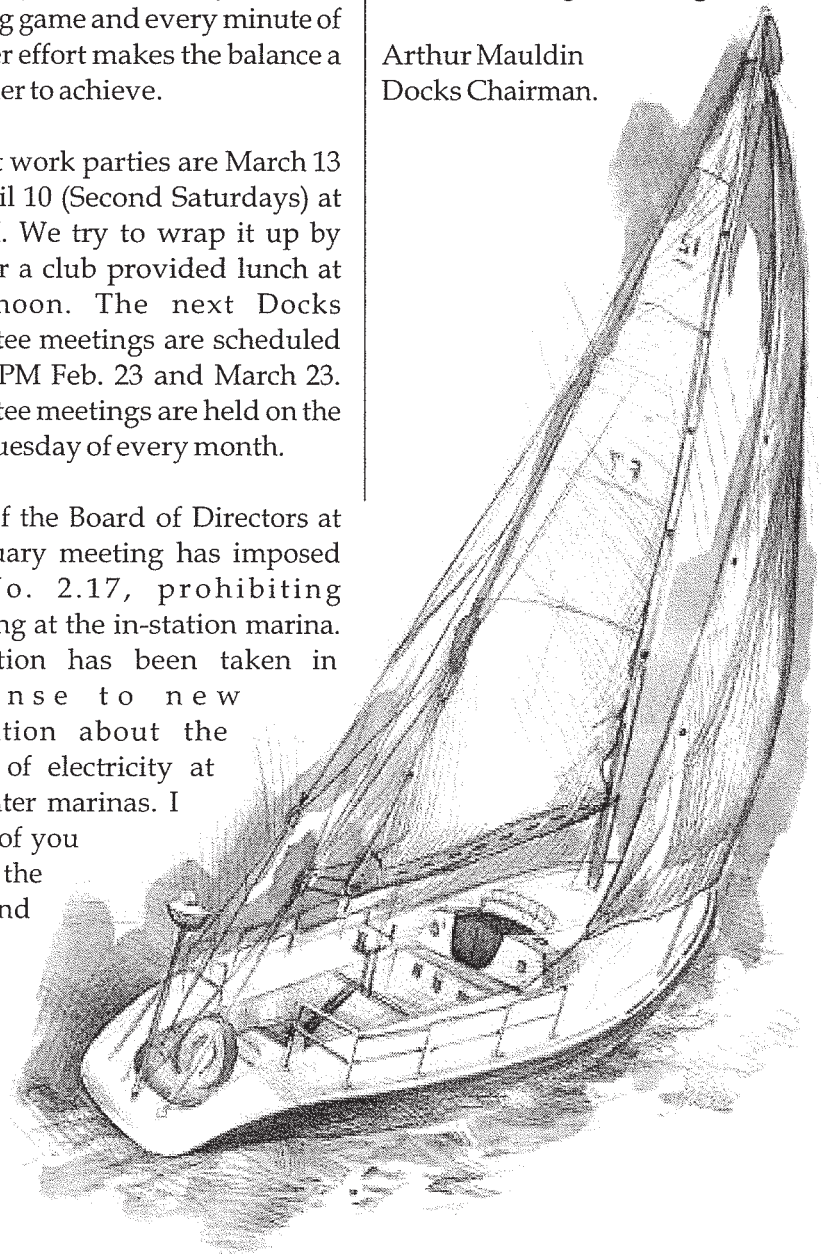 g game and every minute of
er effort makes the balance a
er to achieve.
t work parties are March 13
il 10 (Second Saturdays) at
. We try to wrap it up by
r a club provided lunch at
noon. The next Docks
tee meetings are scheduled
PM Feb. 23 and March 23.
tee meetings are held on the
uesday of every month.
f the Board of Directors at
uary meeting has imposed
o. 2.17, prohibiting
ng at the in-station marina.
tion has been taken in
nse to new
tion about the
of electricity at
ter marinas. I
of you
the
nd
Arthur Mauldin
Docks Chairman.